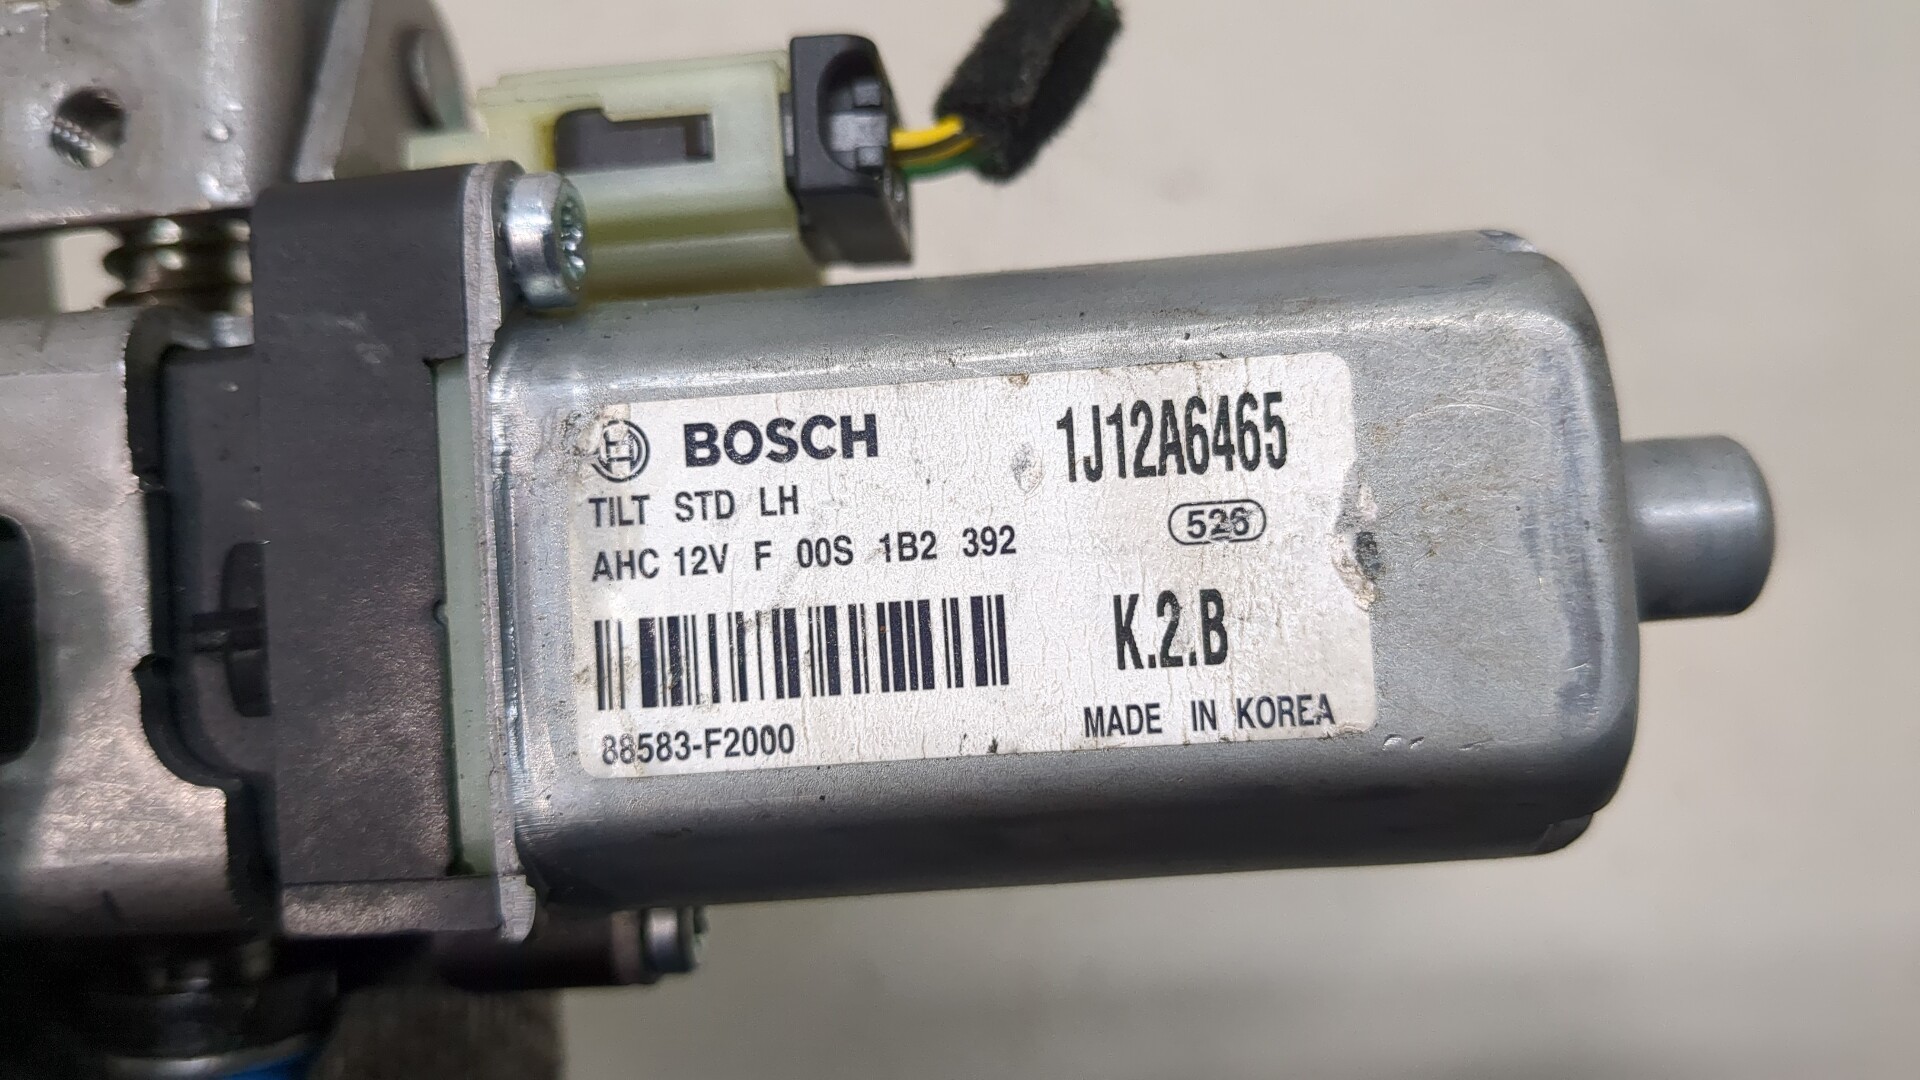 BOSCH
1J12A6465
TILT STD LH
526
AHC 12V F 00S 1B2 392
K.2.B
88583-F2000
MADE IN KOREA